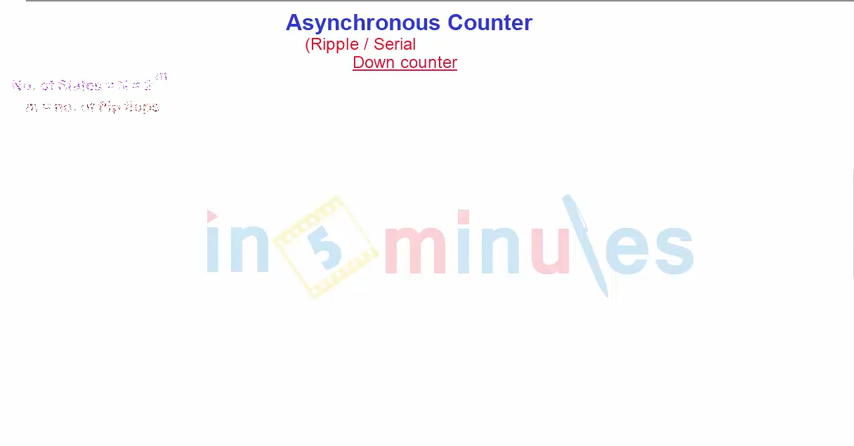 Asynchronous Counter
(Ripple / Serial
Down counter
No. of States = N = 2^m
m = no. of flip flops
in 5 minutes